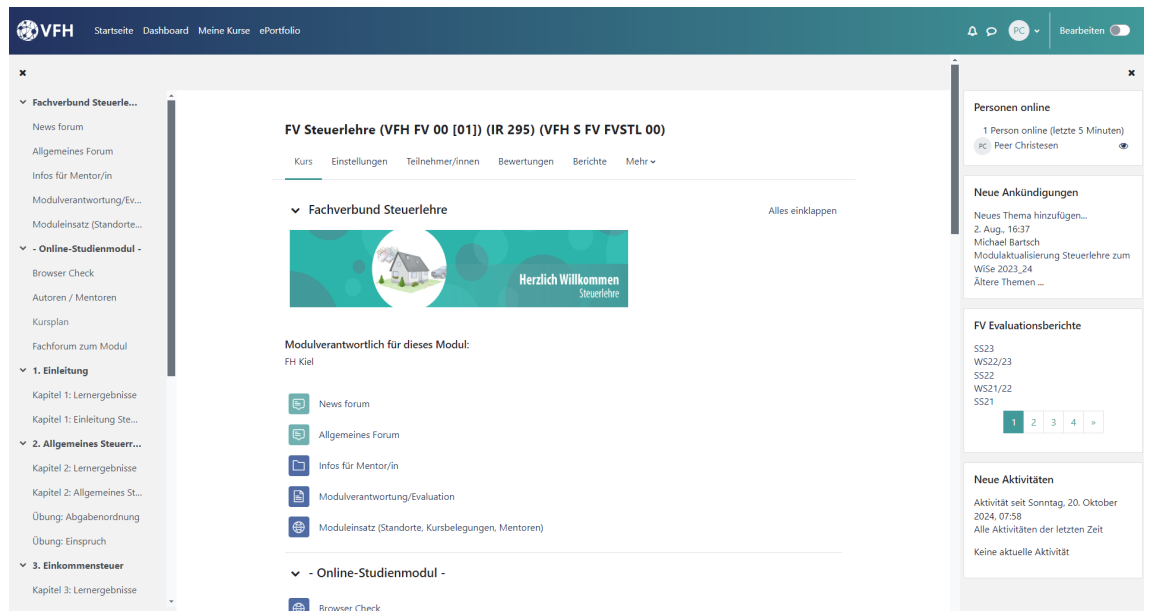 VFH
Startseite Dashboard Meine Kurse ePortfolio
PC
Bearbeiten
Fachverbund Steuerle...
News forum
Allgemeines Forum
Infos für Mentor/in
Modulverantwortung/Ev...
Moduleinsatz (Standorte...
- Online-Studienmodul -
Browser Check
Autoren / Mentoren
Kursplan
Fachforum zum Modul
1. Einleitung
Kapitel 1: Lernergebnisse
Kapitel 1: Einleitung Ste...
2. Allgemeines Steuerr...
Kapitel 2: Lernergebnisse
Kapitel 2: Allgemeines St...
Übung: Abgabenordnung
Übung: Einspruch
3. Einkommensteuer
Kapitel 3: Lernergebnisse
FV Steuerlehre (VFH FV 00 [01]) (IR 295) (VFH S FV FVSTL 00)
Kurs Einstellungen Teilnehmer/innen Bewertungen Berichte Mehr
Fachverbund Steuerlehre
Alles einklappen
Herzlich Willkommen
Steuerlehre
Modulverantwortlich für dieses Modul:
FH Kiel
News forum
Allgemeines Forum
Infos für Mentor/in
Modulverantwortung/Evaluation
Moduleinsatz (Standorte, Kursbelegungen, Mentoren)
- Online-Studienmodul -
Browser Check
Personen online
1 Person online (letzte 5 Minuten)
PC Peer Christesen
Neue Ankündigungen
Neues Thema hinzufügen...
2. Aug., 16:37
Michael Bartsch
Modulaktualisierung Steuerlehre zum
WiSe 2023_24
Ältere Themen ...
FV Evaluationsberichte
SS23
WS22/23
SS22
WS21/22
SS21
1 2 3 4 »
Neue Aktivitäten
Aktivität seit Sonntag, 20. Oktober
2024, 07:58
Alle Aktivitäten der letzten Zeit
Keine aktuelle Aktivität